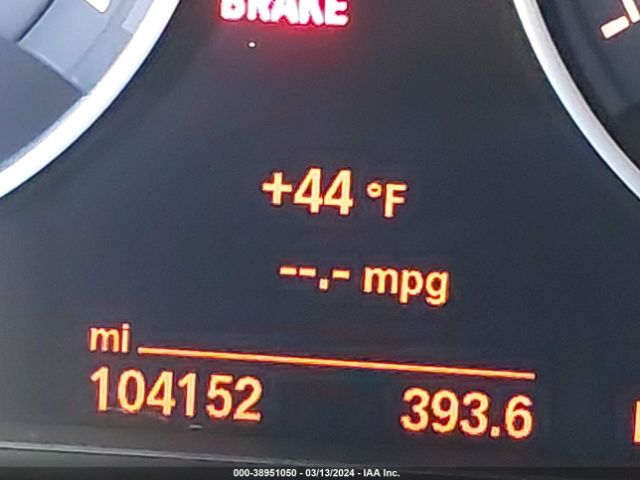 BRAKE
+44 °F
--.- mpg
mi
104152 393.6
000-38951050 - 03/13/2024 - IAA Inc.